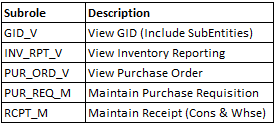 Subrole Description
GID_V View GID (Include SubEntities)
INV_RPT_V View Inventory Reporting
PUR_ORD_V View Purchase Order
PUR_REQ_M Maintain Purchase Requisition
RCPT_M Maintain Receipt (Cons & Whse)